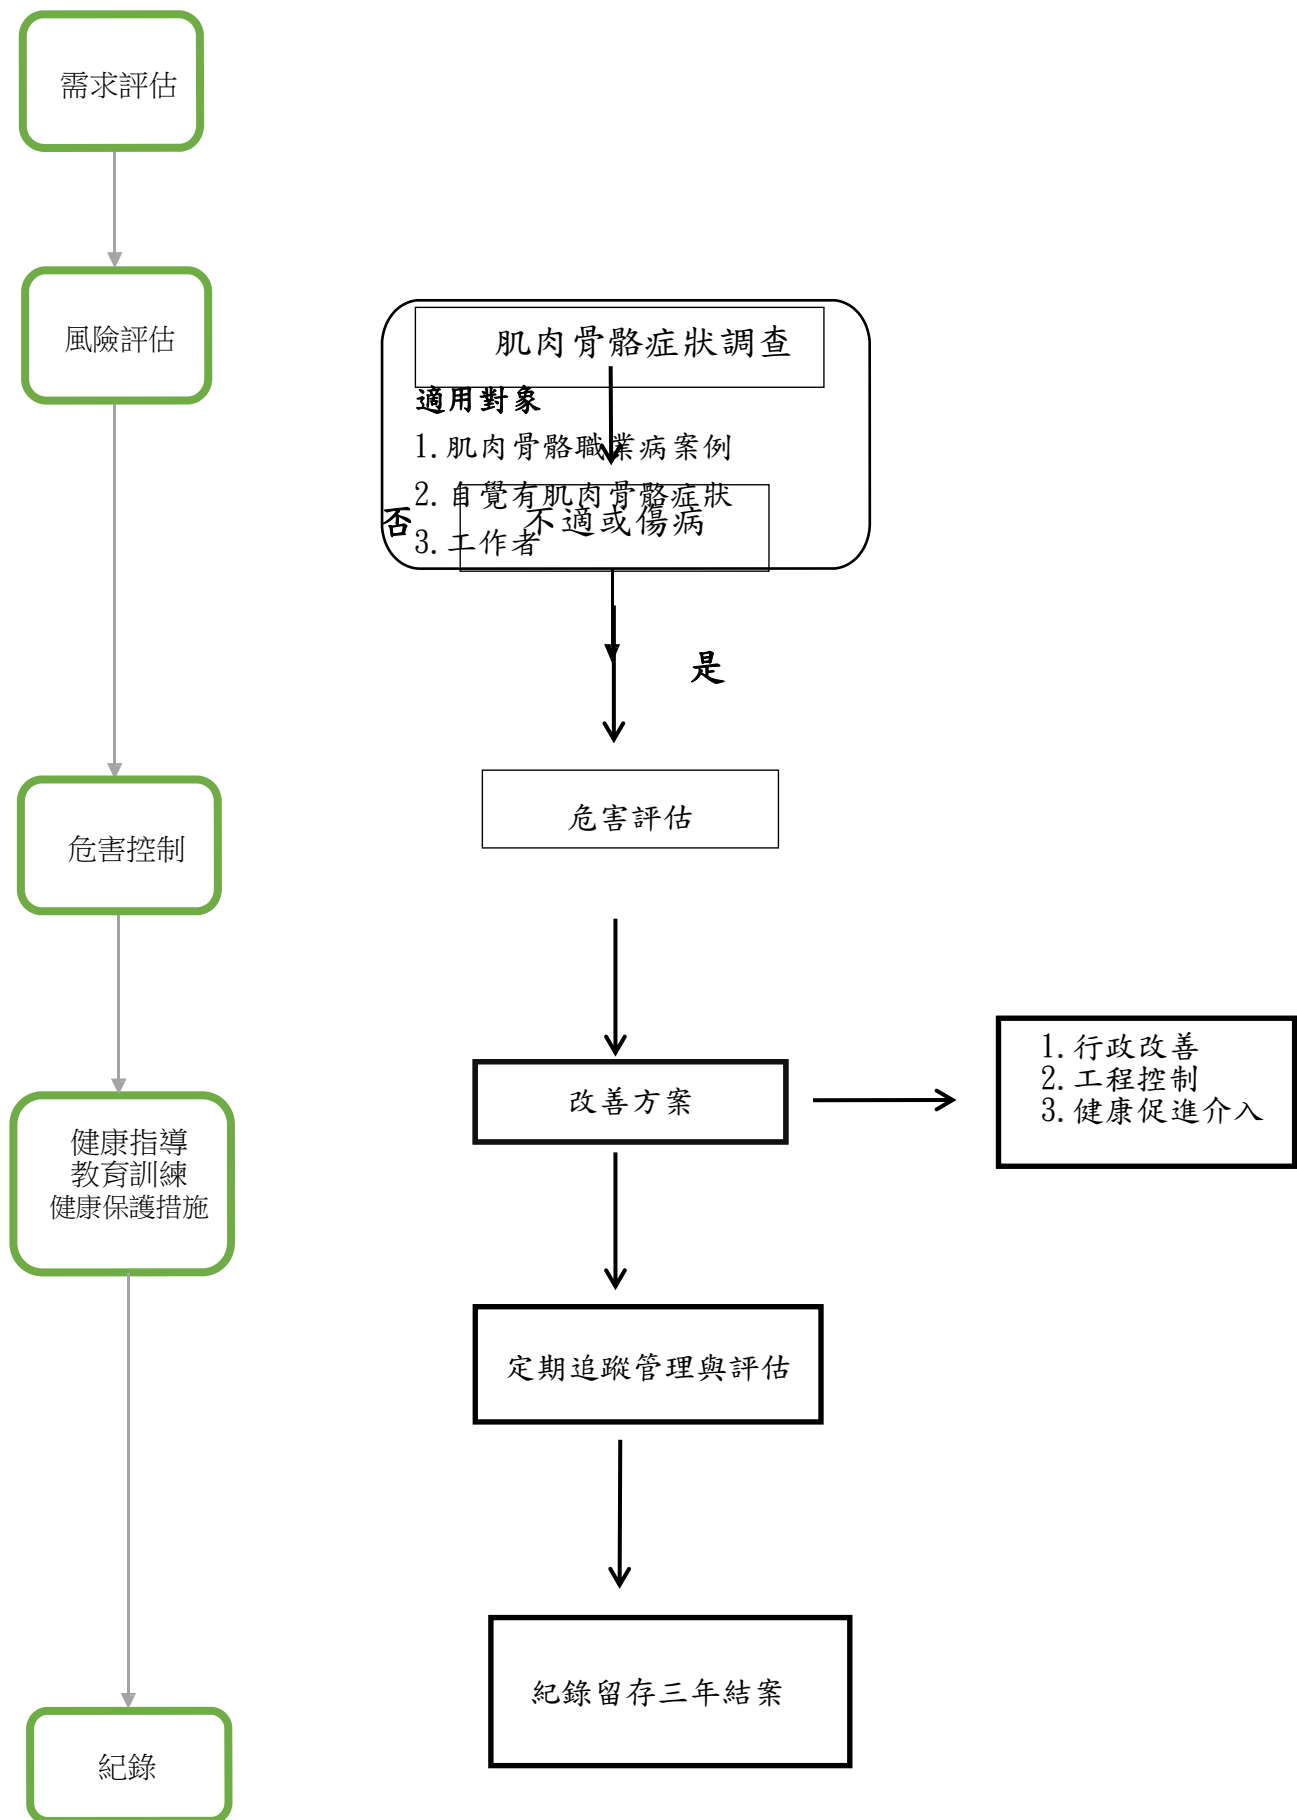 需求評估
風險評估
肌肉骨骼症狀調查
適用對象
1.肌肉骨骼職業病案例
2.自覺有肌肉骨骼症狀
3.工作者
不適或傷病
否
是
危害控制
危害評估
改善方案
1.行政改善
2.工程控制
3.健康促進介入
健康指導
教育訓練
健康保護措施
定期追蹤管理與評估
紀錄留存三年結案
紀錄